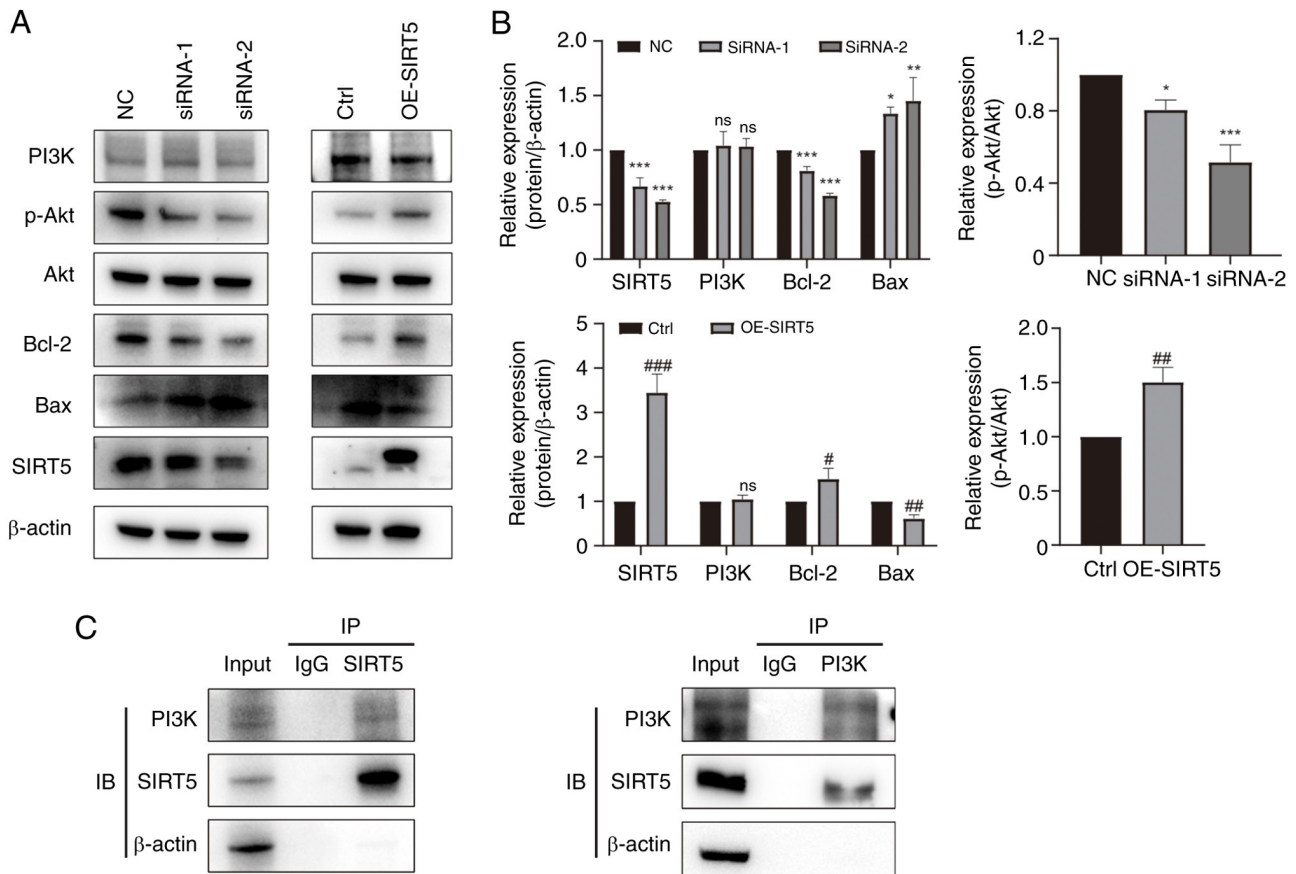 A
NC
siRNA-1
siRNA-2
Ctrl
OE-SIRT5
PI3K
p-Akt
Akt
Bcl-2
Bax
SIRT5
β-actin
B
Relative expression
(protein/β-actin)
2.0
1.5
1.0
0.5
0
NC SiRNA-1 SiRNA-2
*** *** ns ns *** *** * **
SIRT5 PI3K Bcl-2 Bax
Relative expression
(p-Akt/Akt)
1.2
0.8
0.4
0
* ***
NC siRNA-1 siRNA-2
Relative expression
(protein/β-actin)
5
4
3
2
1
0
Ctrl OE-SIRT5
### ns # ##
SIRT5 PI3K Bcl-2 Bax
Relative expression
(p-Akt/Akt)
2.0
1.5
1.0
0.5
0
##
Ctrl OE-SIRT5
C
IP
Input IgG SIRT5
IB
PI3K
SIRT5
β-actin
IP
Input IgG PI3K
IB
PI3K
SIRT5
β-actin